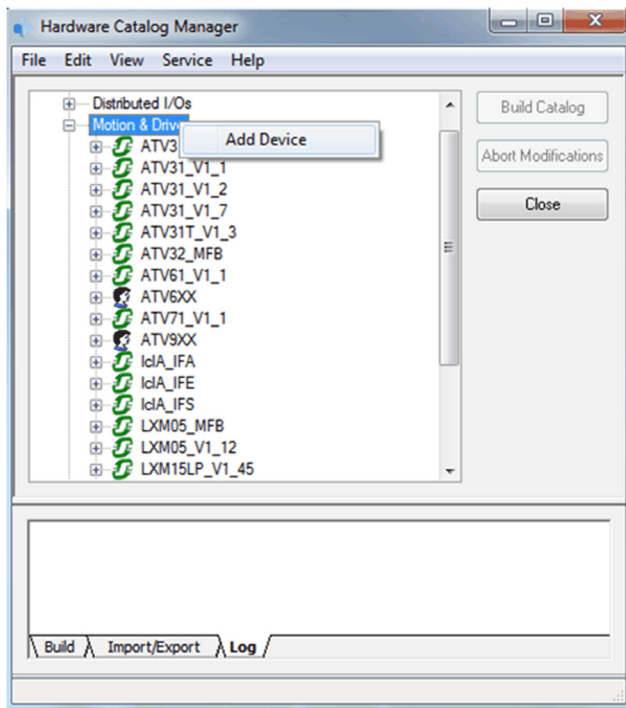 Hardware Catalog Manager
File Edit View Service Help
Distributed I/Os
Motion & Drive
Add Device
ATV3
ATV31_V1_1
ATV31_V1_2
ATV31_V1_7
ATV31T_V1_3
ATV32_MFB
ATV61_V1_1
ATV6XX
ATV71_V1_1
ATV9XX
IclA_IFA
IclA_IFE
IclA_IFS
LXM05_MFB
LXM05_V1_12
LXM15LP_V1_45
Build Catalog
Abort Modifications
Close
Build Import/Export Log